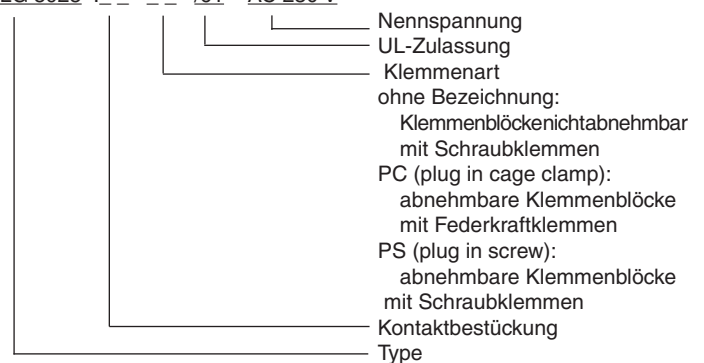 Nennspannung
UL-Zulassung
Klemmenart
ohne Bezeichnung:
Klemmenblöckenichtabnehmbar
mit Schraubklemmen
PC (plug in cage clamp):
abnehmbare Klemmenblöcke
mit Federkraftklemmen
PS (plug in screw):
abnehmbare Klemmenblöcke
mit Schraubklemmen
Kontaktbestückung
Type